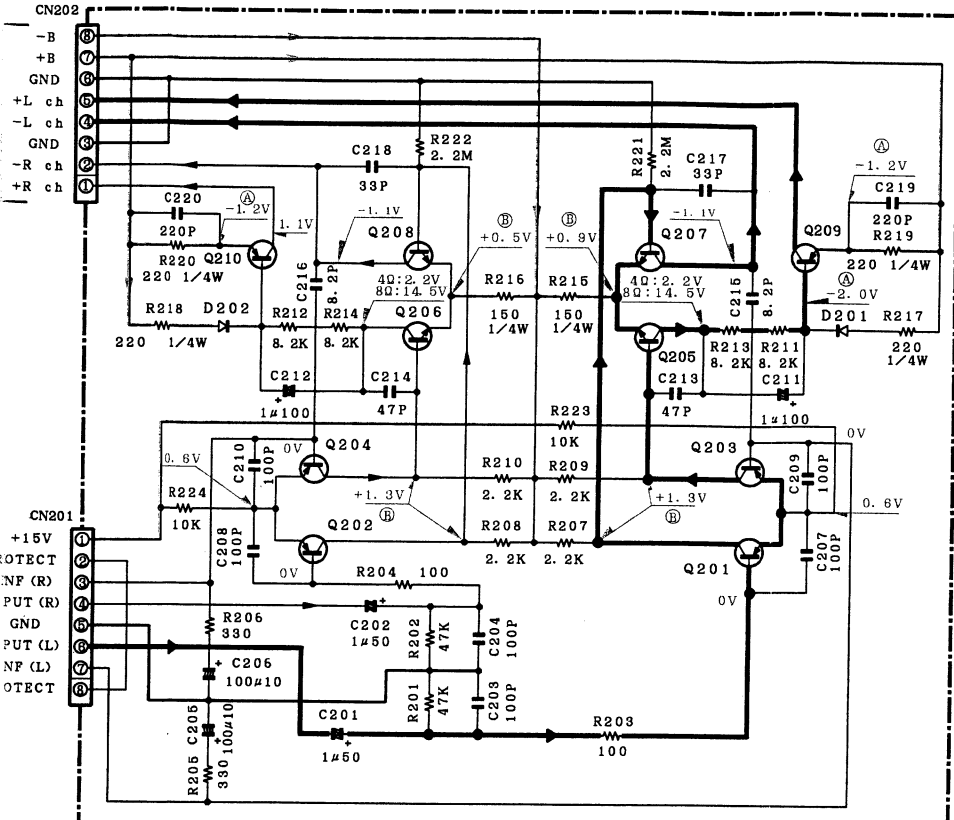 CN202
-B
⑧
+B
⑦
GND
⑥
+L ch
⑤
-L ch
④
GND
③
-R ch
②
+R ch
①
R222
2.2M
R221
2.2M
C218
33P
C217
33P
Ⓐ
-1.2V
C219
220P
R219
220 1/4W
C220
220P
R220
220 1/4W
Q210
Ⓐ
-1.2V
1.1V
-1.1V
Q208
Ⓑ
+0.5V
Ⓑ
+0.9V
-1.1V
Q207
Q209
C216
8.2P
4Ω:2.2V
8Ω:14.5V
Q206
R216
150
1/4W
R215
150
1/4W
4Ω:2.2V
8Ω:14.5V
C215
8.2P
Ⓐ
-2.0V
R218
220 1/4W
D202
R212
8.2K
R214
8.2K
Q205
R213
8.2K
R211
8.2K
D201
R217
220
1/4W
C212
+
1μ100
C214
47P
C213
47P
C211
+
1μ100
R223
10K
0V
0V
Q204
Q203
C210
100P
C209
100P
0.6V
R210
2.2K
R209
2.2K
R224
10K
+1.3V
Ⓑ
+1.3V
Ⓑ
0.6V
CN201
Q202
R208
2.2K
R207
2.2K
C208
100P
C207
100P
Q201
0V
0V
R204 100
+15V
①
ROTECT
②
NF(R)
③
PUT(R)
④
GND
⑤
PUT(L)
⑥
NF(L)
⑦
OTECT
⑧
R206
330
C202
+
1μ50
R202
47K
C204
100P
C206
+
100μ10
R201
47K
C203
100P
C205
+
100μ10
C201
+
1μ50
R203
100
R205
330